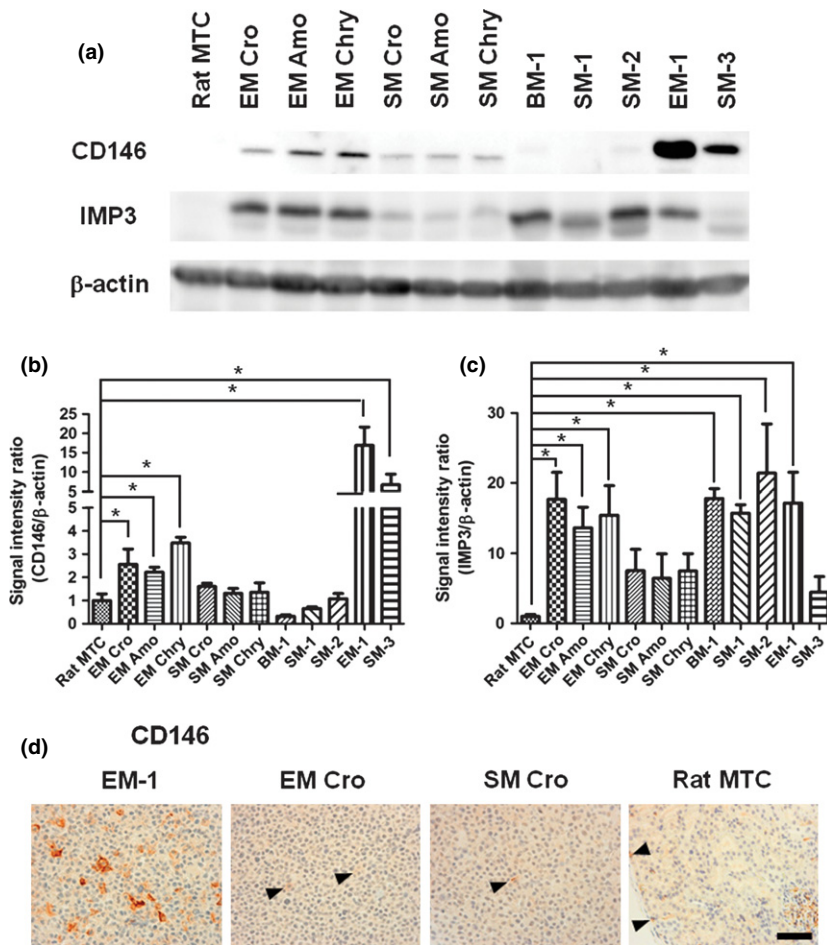 (a)
Rat MTC
EM Cro
EM Amo
EM Chry
SM Cro
SM Amo
SM Chry
BM-1
SM-1
SM-2
EM-1
SM-3
CD146
IMP3
β-actin
(b)
Signal intensity ratio
(CD146/β-actin)
25
20
15
10
5
5
4
3
2
1
0
*
*
*
*
*
Rat MTC
EM Cro
EM Amo
EM Chry
SM Cro
SM Amo
SM Chry
BM-1
SM-1
SM-2
EM-1
SM-3
(c)
Signal intensity ratio
(IMP3/β-actin)
30
20
10
0
*
*
*
*
*
*
*
Rat MTC
EM Cro
EM Amo
EM Chry
SM Cro
SM Amo
SM Chry
BM-1
SM-1
SM-2
EM-1
SM-3
(d)
CD146
EM-1
EM Cro
SM Cro
Rat MTC